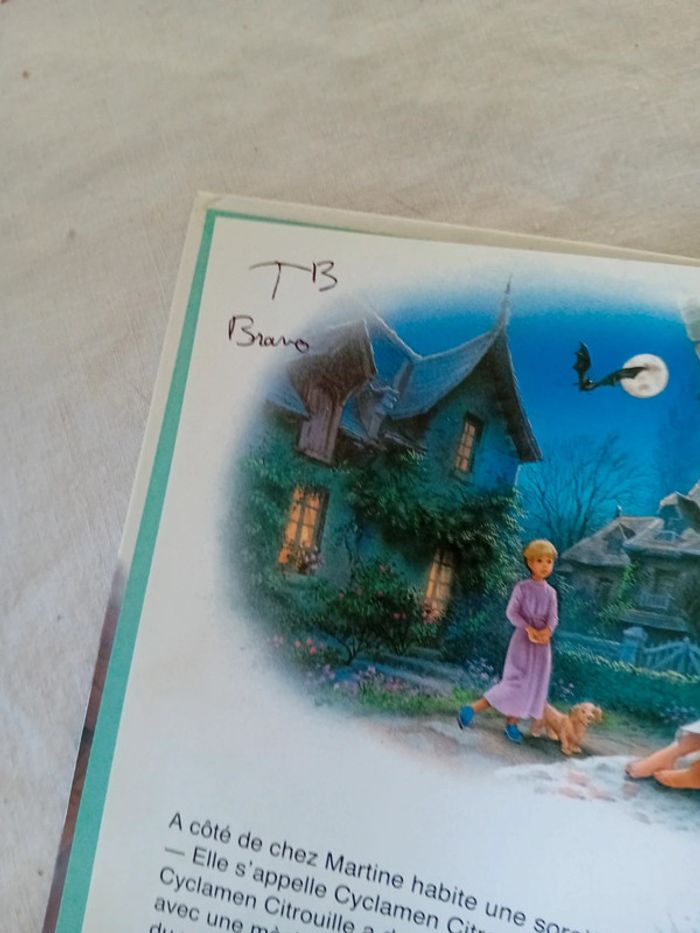 TB
Bravo
A côté de chez Martine habite une
— Elle s'appelle Cyclamen
Cyclamen Citrouille a
avec une